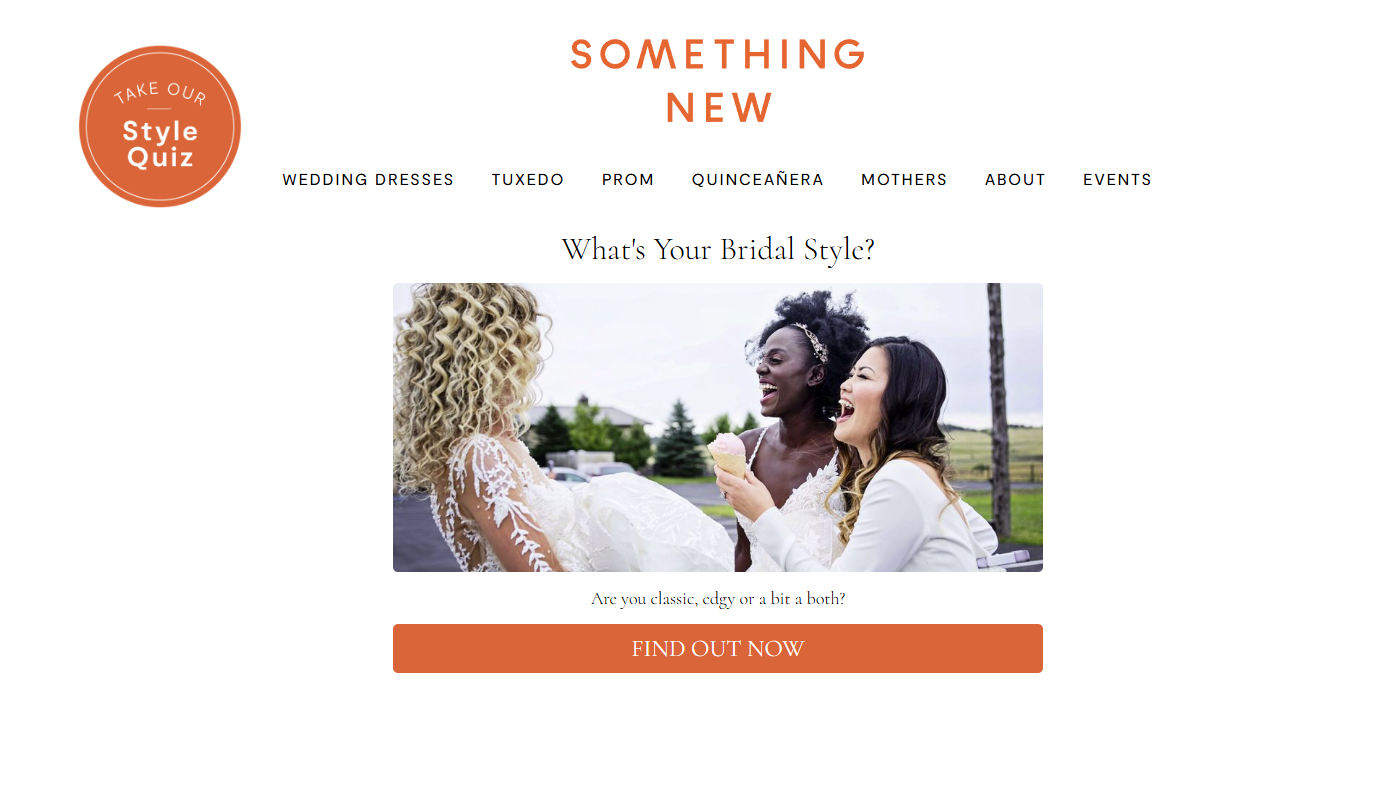 SOMETHING
NEW
TAKE OUR
Style
Quiz
WEDDING DRESSES TUXEDO PROM QUINCEAÑERA MOTHERS ABOUT EVENTS
What's Your Bridal Style?
Are you classic, edgy or a bit a both?
FIND OUT NOW